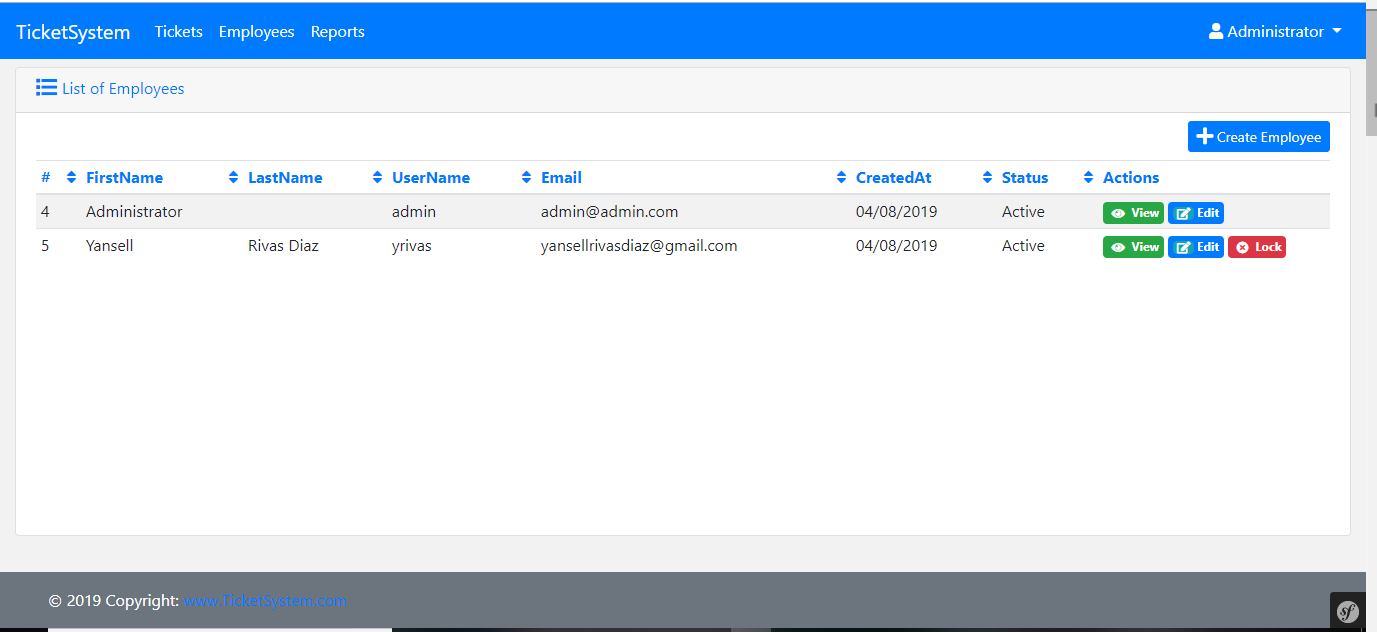 TicketSystem Tickets Employees Reports Administrator
List of Employees
Create Employee
# FirstName LastName UserName Email CreatedAt Status Actions
4 Administrator admin admin@admin.com 04/08/2019 Active View Edit
5 Yansell Rivas Diaz yrivas yansellrivasdiaz@gmail.com 04/08/2019 Active View Edit Lock
© 2019 Copyright: www.TicketSystem.com
sf